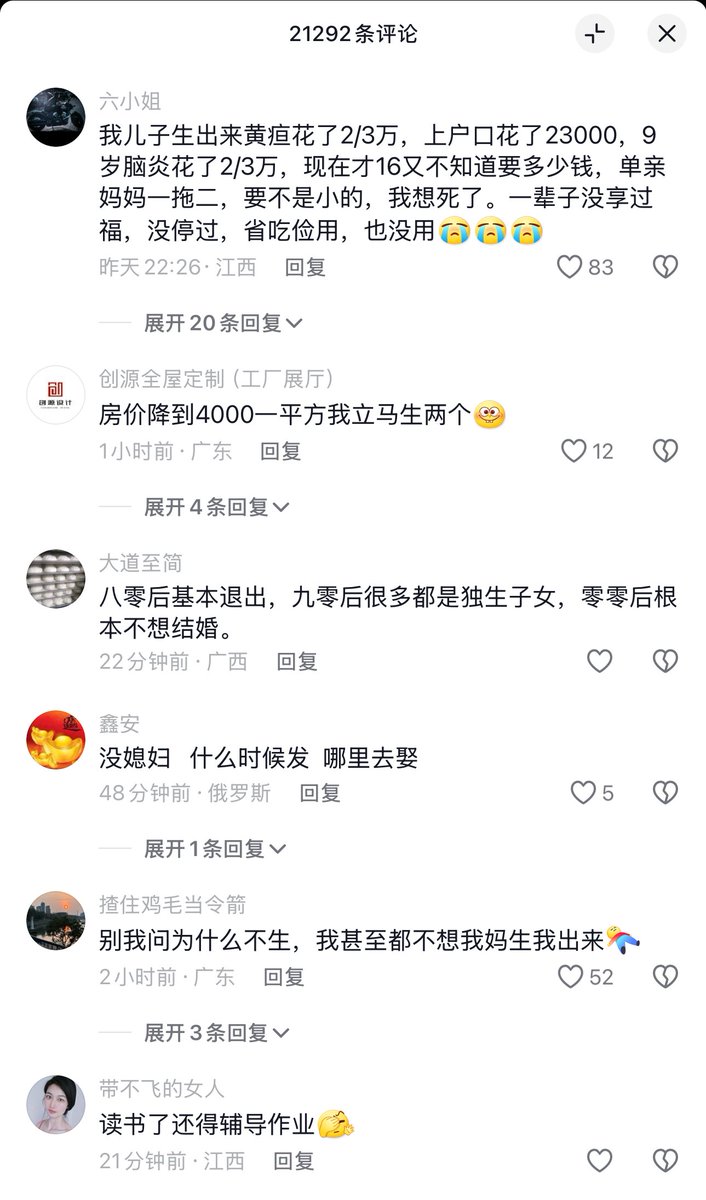 21292条评论
六小姐
我儿子生出来黄疸花了2/3万，上户口花了23000，9
岁脑炎花了2/3万，现在才16又不知道要多少钱，单亲
妈妈一拖二，要不是小的，我想死了。一辈子没享过
福，没停过，省吃俭用，也没用😭😭😭
昨天22:26·江西 回复 83
展开20条回复
创源全屋定制（工厂展厅）
创源设计
房价降到4000一平方我立马生两个
1小时前·广东 回复 12
展开4条回复
大道至简
八零后基本退出，九零后很多都是独生子女，零零后根
本不想结婚。
22分钟前·广西 回复
鑫安
没媳妇 什么时候发 哪里去娶
48分钟前·俄罗斯 回复 5
展开1条回复
揸住鸡毛当令箭
别我问为什么不生，我甚至都不想我妈生我出来
2小时前·广东 回复 52
展开3条回复
带不飞的女人
读书了还得辅导作业
21分钟前·江西 回复